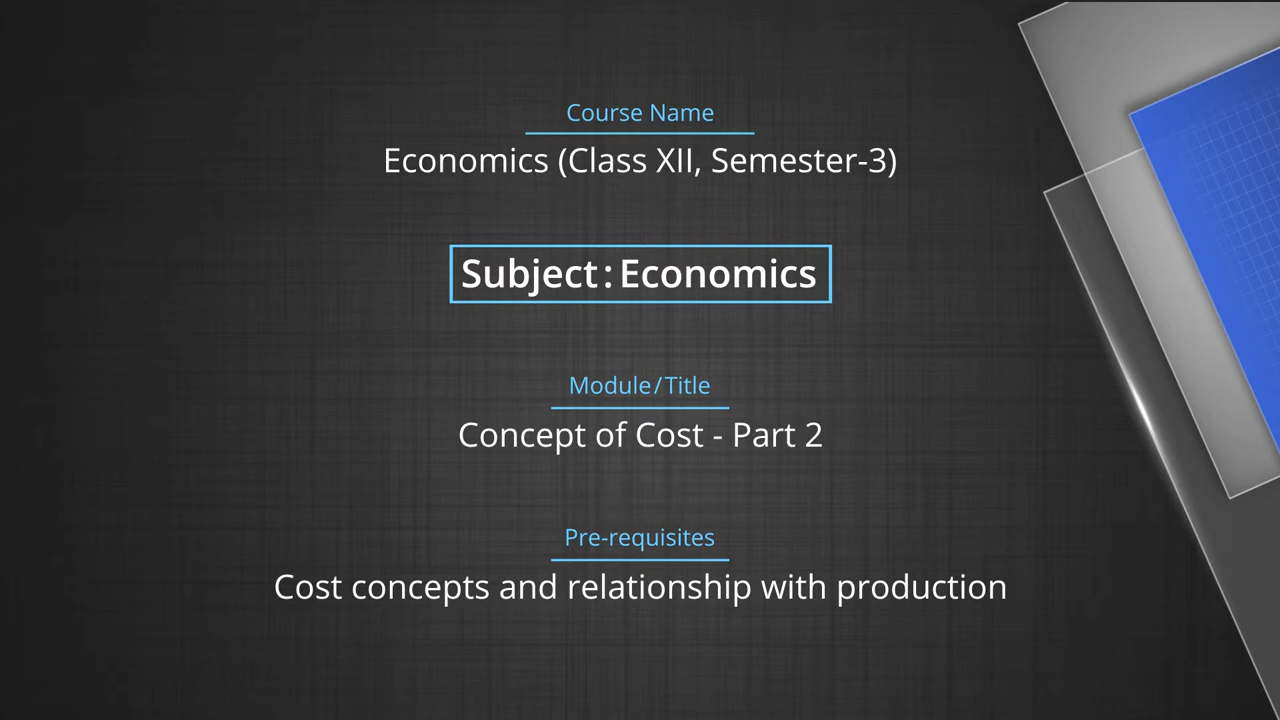 Course Name
Economics (Class XII, Semester-3)
Subject : Economics
Module/Title
Concept of Cost - Part 2
Pre-requisites
Cost concepts and relationship with production